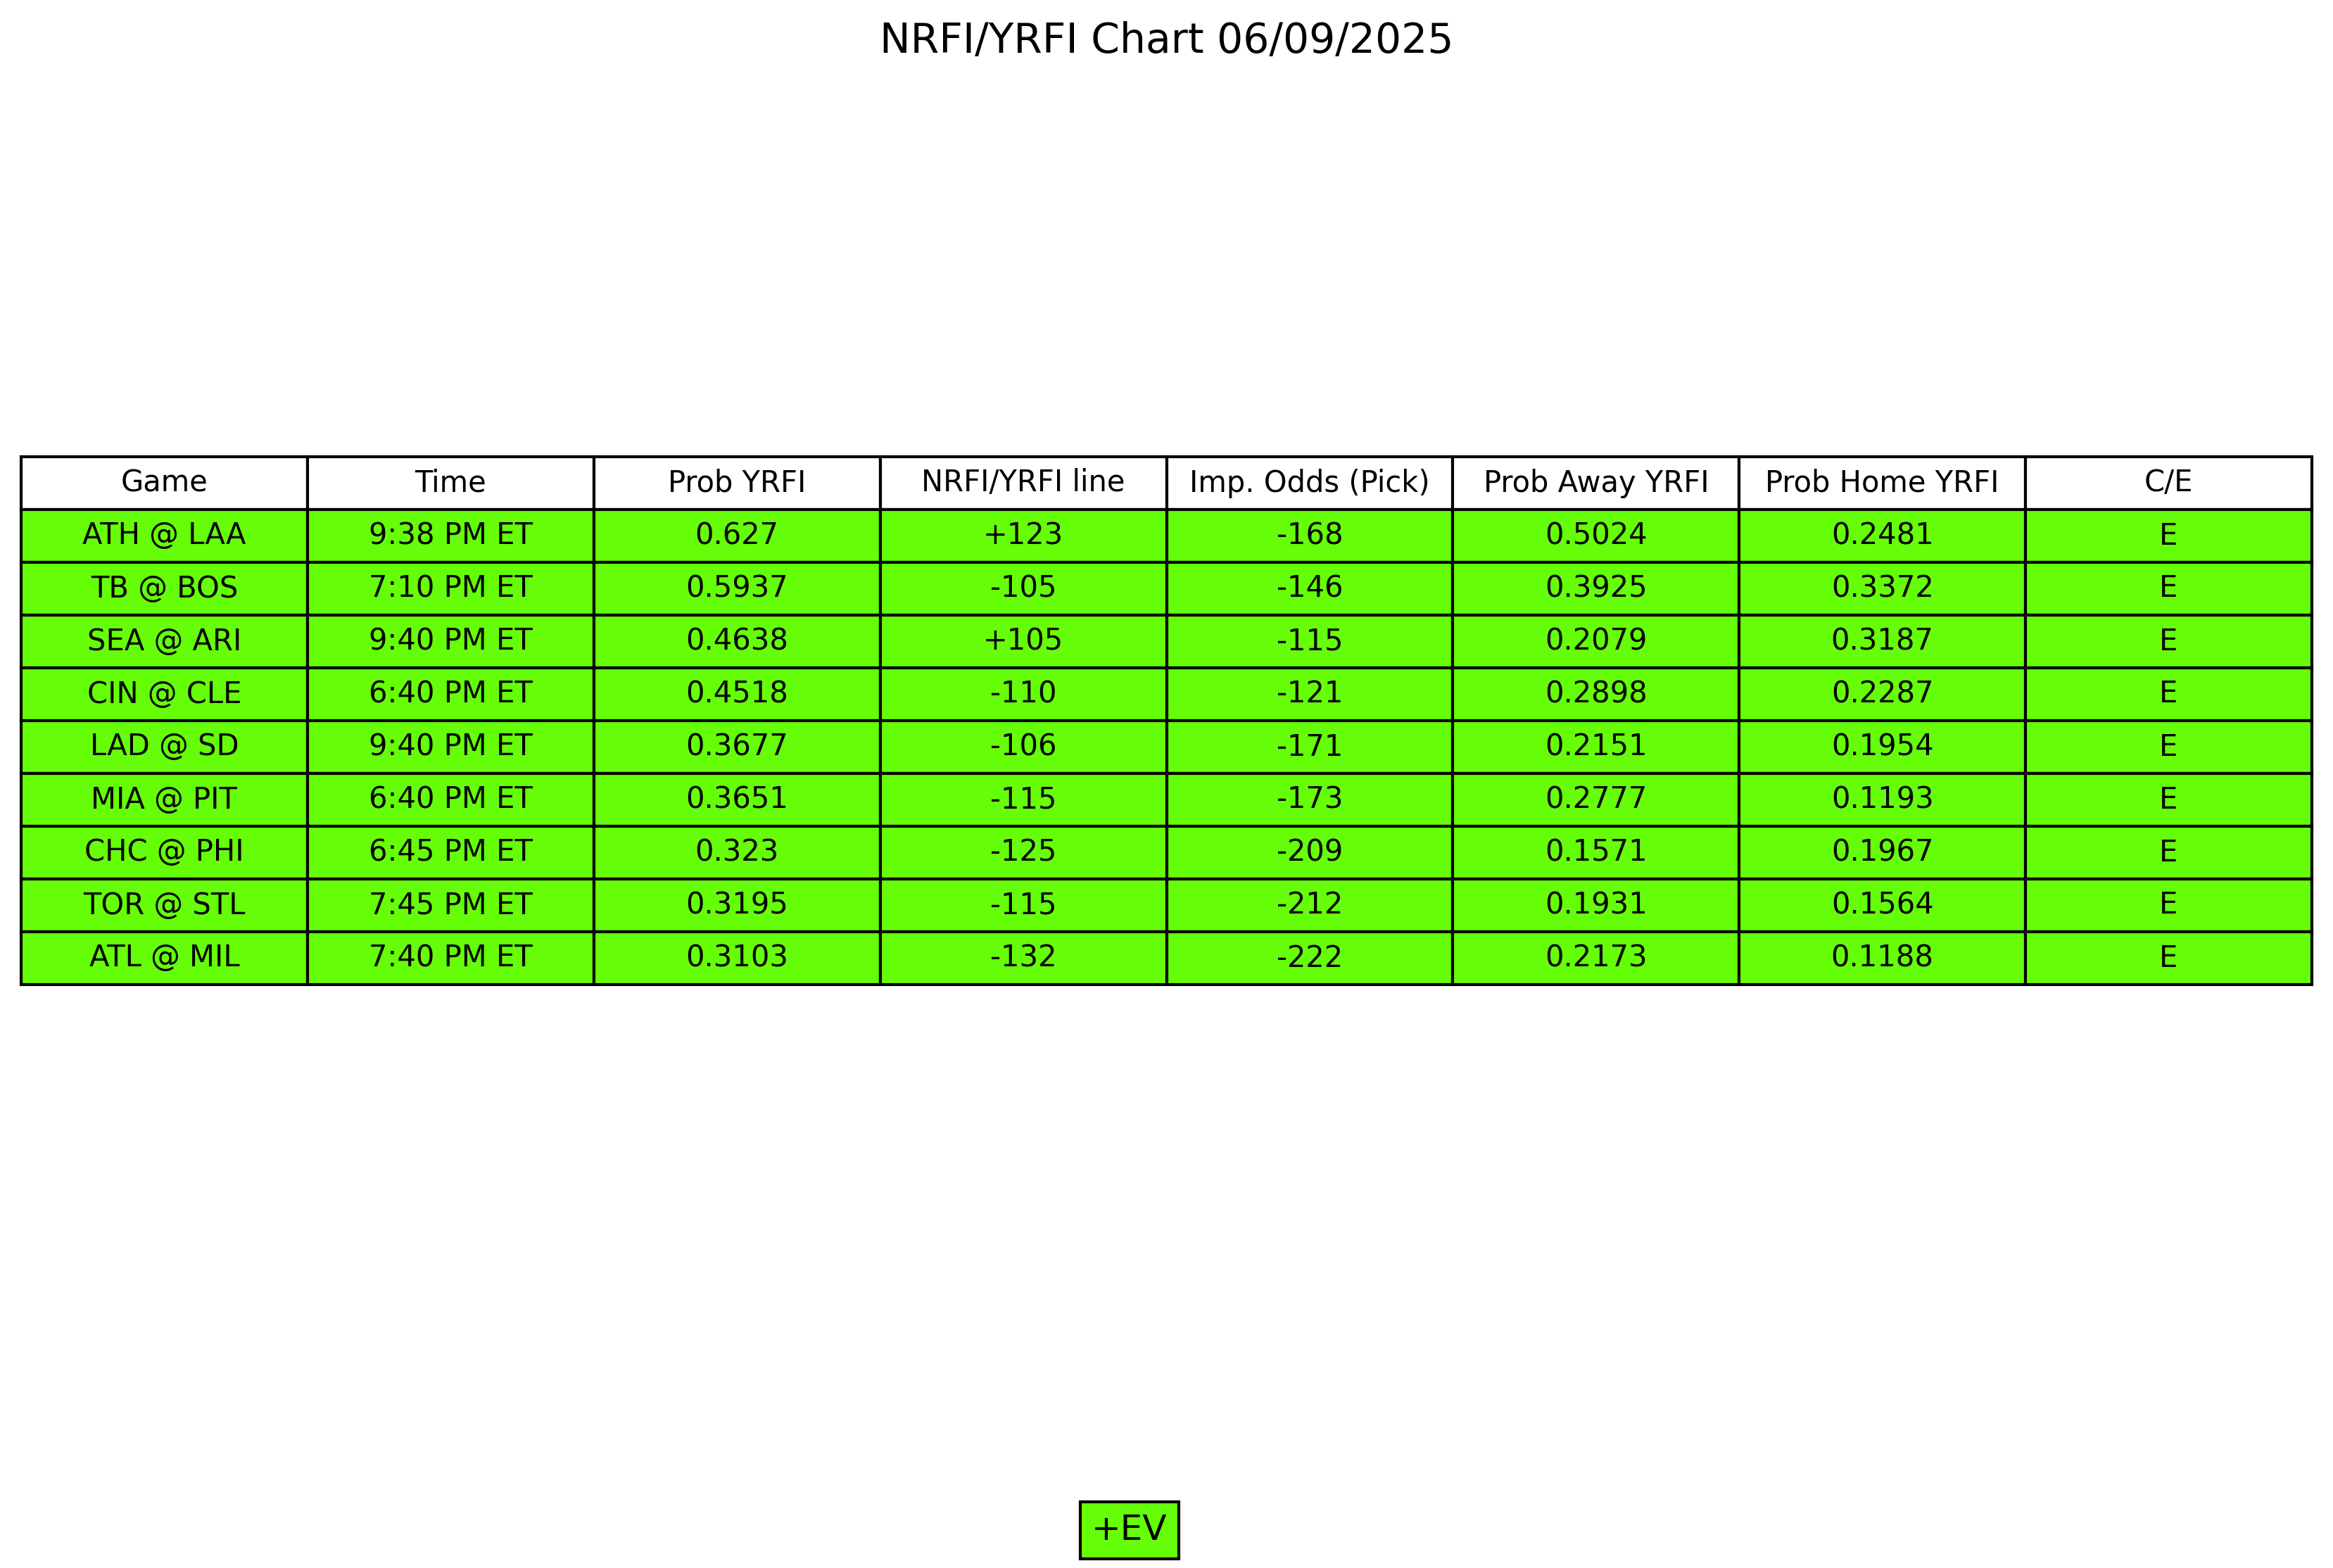 NRFI/YRFI Chart 06/09/2025
Game Time Prob YRFI NRFI/YRFI line Imp. Odds (Pick) Prob Away YRFI Prob Home YRFI C/E
ATH @ LAA 9:38 PM ET 0.627 +123 -168 0.5024 0.2481 E
TB @ BOS 7:10 PM ET 0.5937 -105 -146 0.3925 0.3372 E
SEA @ ARI 9:40 PM ET 0.4638 +105 -115 0.2079 0.3187 E
CIN @ CLE 6:40 PM ET 0.4518 -110 -121 0.2898 0.2287 E
LAD @ SD 9:40 PM ET 0.3677 -106 -171 0.2151 0.1954 E
MIA @ PIT 6:40 PM ET 0.3651 -115 -173 0.2777 0.1193 E
CHC @ PHI 6:45 PM ET 0.323 -125 -209 0.1571 0.1967 E
TOR @ STL 7:45 PM ET 0.3195 -115 -212 0.1931 0.1564 E
ATL @ MIL 7:40 PM ET 0.3103 -132 -222 0.2173 0.1188 E
+EV